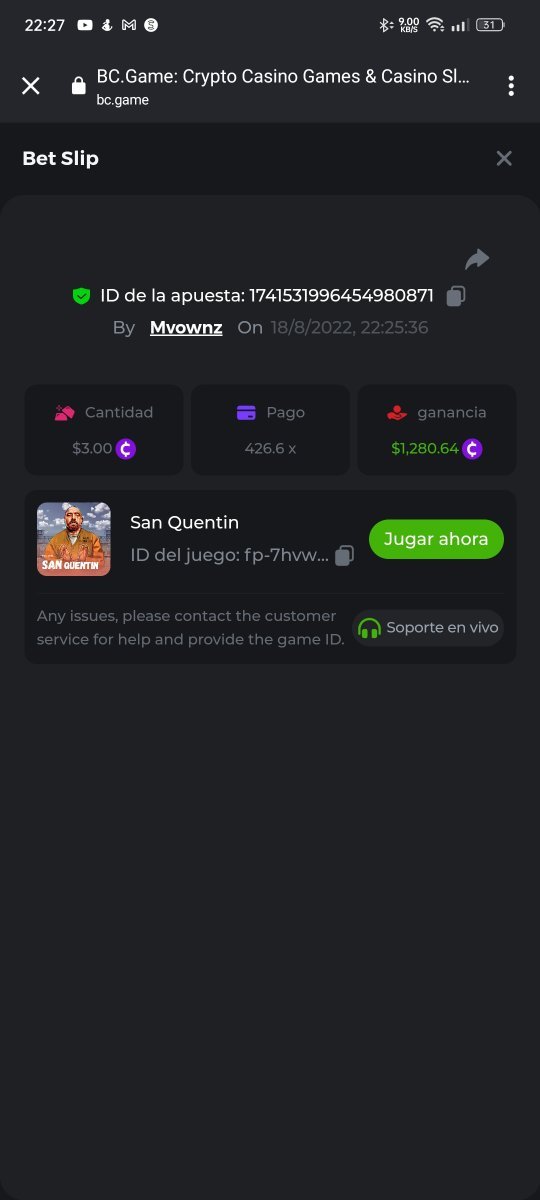 22:27
9.00 KB/S
31
BC.Game: Crypto Casino Games & Casino Sl...
bc.game
Bet Slip
ID de la apuesta: 1741531996454980871
By Mvownz On 18/8/2022, 22:25:36
Cantidad
$3.00
Pago
426.6 x
ganancia
$1,280.64
SAN QUENTIN
San Quentin
ID del juego: fp-7hvw...
Jugar ahora
Any issues, please contact the customer
service for help and provide the game ID.
Soporte en vivo